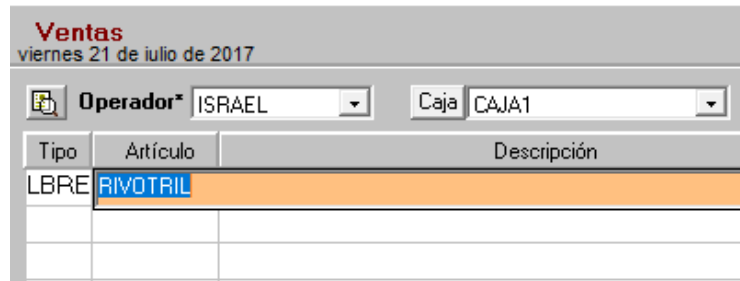 Ventas
viernes 21 de julio de 2017
Operador* ISRAEL Caja CAJA1
Tipo Artículo Descripción
LBRE RIVOTRIL